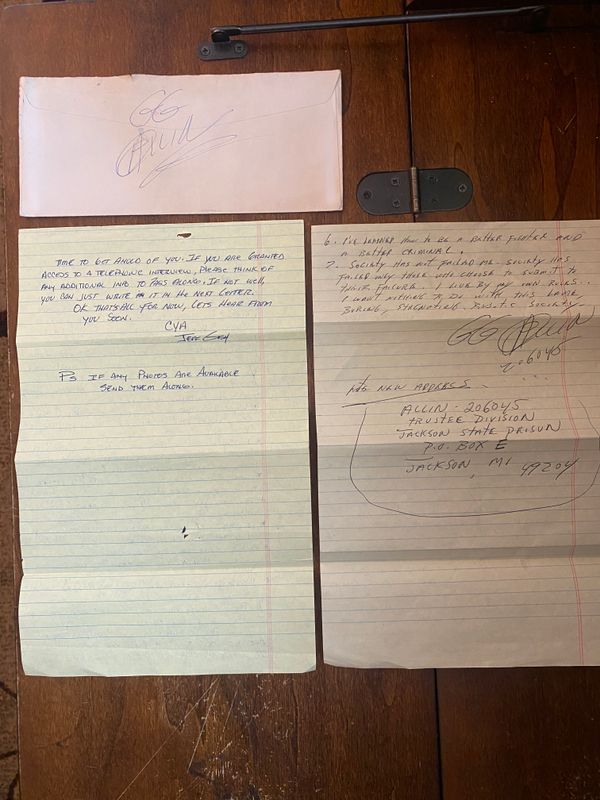 GG
Allin
TIME TO GET AHOLD OF YOU. IF YOU ARE GRANTED
ACCESS TO A TELEPHONE INTERVIEW, PLEASE THINK OF
ANY ADDITIONAL INFO TO PASS ALONG. IF NOT WELL,
YOU CAN JUST WRITE IT IN THE NEXT LETTER.
OK THAT'S ALL FOR NOW, LETS HEAR FROM
YOU SOON.
CYA
PS IF ANY PHOTOS ARE AVAILABLE
SEND THEM ALONG.
6. I'VE LEARNED HOW TO BE A BETTER FIGHTER AND
A BETTER CRIMINAL.
7. SOCIETY HAS NOT FAILED ME. SOCIETY HAS
FAILED ONLY THOSE WHO CHOOSE TO SUBMIT TO
THEIR FAILURE. I LIVE BY MY OWN RULES...
I WANT NOTHING TO DO WITH THIS LAME,
BORING, STAGNATED, SOCIETY
GG Allin
206045
NEW ADDRESS
ALLIN - 206045
TRUSTEE DIVISION
JACKSON STATE PRISON
P.O. BOX E
JACKSON, MI 49204